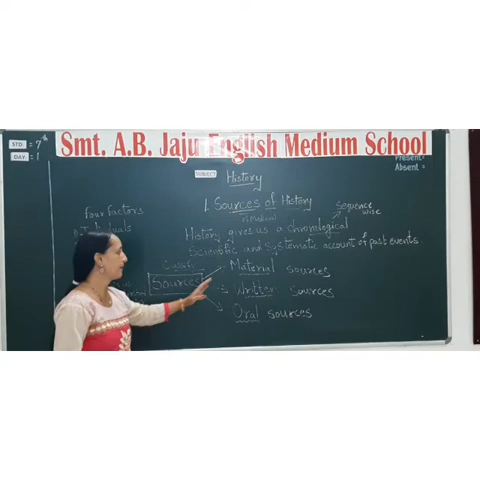 STD = 7th
DAY = 1
Smt. A.B. Jaju English Medium School
Present=
Absent =
SUBJECT History
1 Sources of History
sequence
wise
Four factors
History gives us a chronological
Scientific and Systematic account of past events.
Sources
Material sources
Written sources
Oral sources